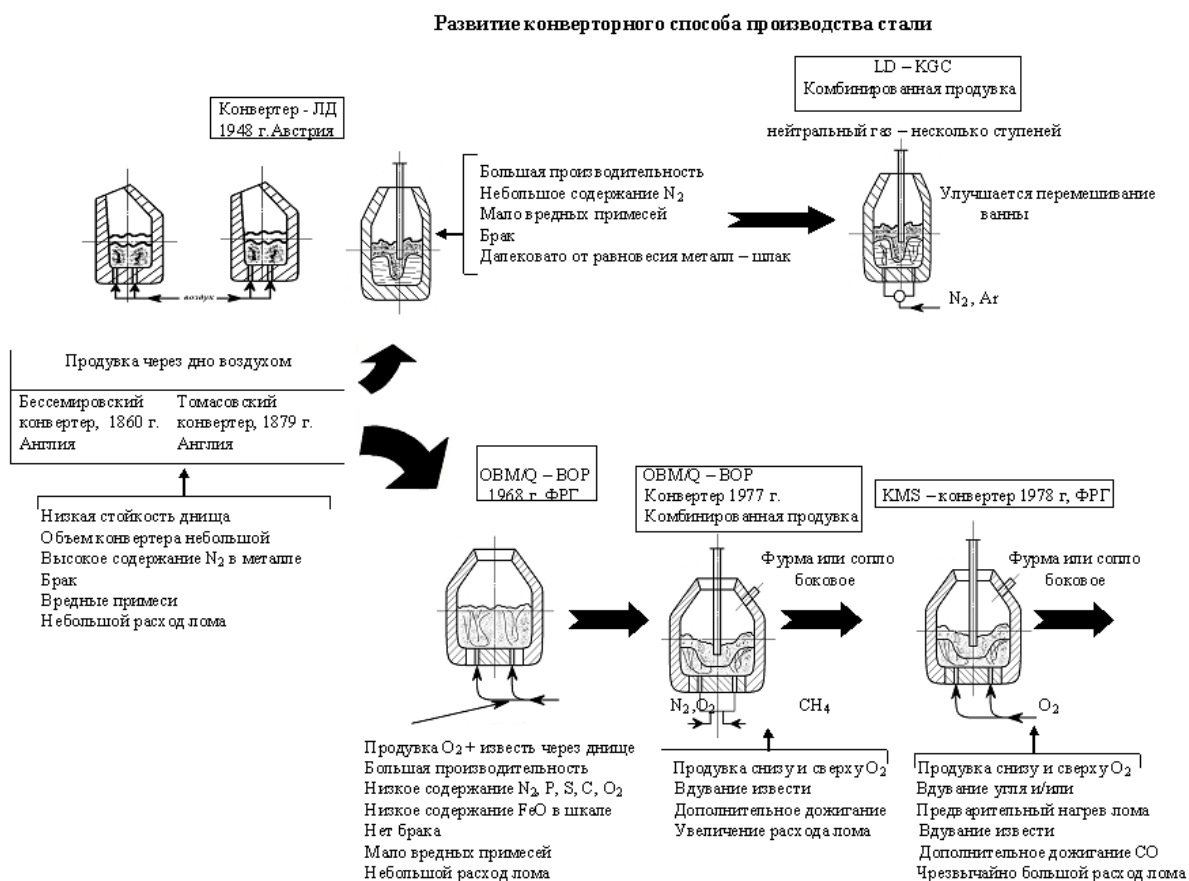 Развитие конверторного способа производства стали
LD – KGC
Комбинированная продувка
нейтральный газ – несколько ступеней
Конвертер - ЛД
1948 г.Австрия
Большая производительность
Небольшое содержание N2
Мало вредных примесей
Брак
Далековато от равновесия металл – шлак
Улучшается перемешивание
ванны
N2, Ar
воздух
Продувка через дно воздухом
Бессемировский
конвертер, 1860 г.
Англия
Томасовский
конвертер, 1879 г.
Англия
Низкая стойкость днища
Объем конвертера небольшой
Высокое содержание N2 в металле
Брак
Вредные примеси
Небольшой расход лома
OBM/Q – BOP
1968 г. ФРГ
OBM/Q – BOP
Конвертер 1977 г.
Комбинированная продувка
KMS – конвертер 1978 г, ФРГ
Фурма или сопло
боковое
Фурма или сопло
боковое
N2,O2
CH4
O2
Продувка O2 + известь через днище
Большая производительность
Низкое содержание N2, P, S, C, O2
Низкое содержание FeO в шкале
Нет брака
Мало вредных примесей
Небольшой расход лома
Продувка снизу и сверху O2
Вдувание извести
Дополнительное дожигание
Увеличение расхода лома
Продувка снизу и сверху O2
Вдувание угля и/или
Предварительный нагрев лома
Вдувание извести
Дополнительное дожигание СО
Чрезвычайно большой расход лома